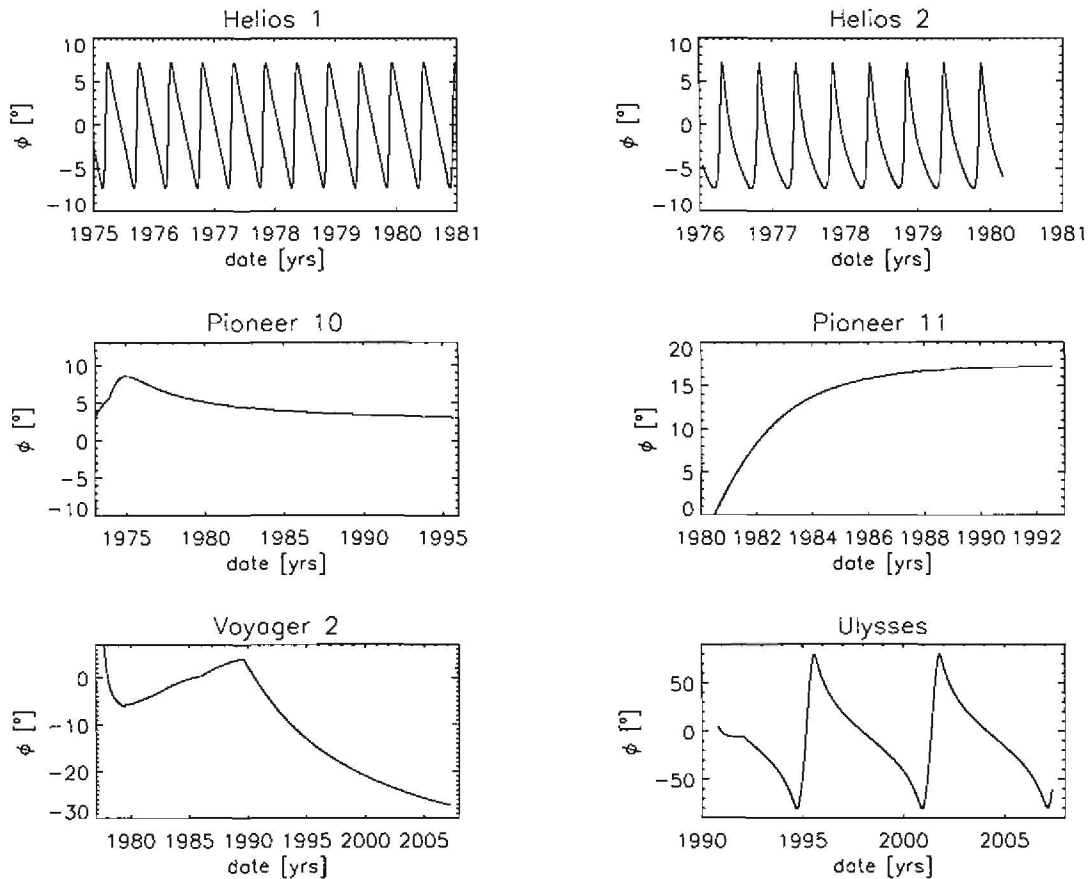 Helios 1
10
5
0
−5
−10
φ [°]
1975 1976 1977 1978 1979 1980 1981
date [yrs]
Helios 2
10
5
0
−5
−10
φ [°]
1976 1977 1978 1979 1980 1981
date [yrs]
Pioneer 10
10
5
0
−5
−10
φ [°]
1975 1980 1985 1990 1995
date [yrs]
Pioneer 11
20
15
10
5
0
φ [°]
1980 1982 1984 1986 1988 1990 1992
date [yrs]
Voyager 2
0
−10
−20
−30
φ [°]
1980 1985 1990 1995 2000 2005
date [yrs]
Ulysses
50
0
−50
φ [°]
1990 1995 2000 2005
date [yrs]